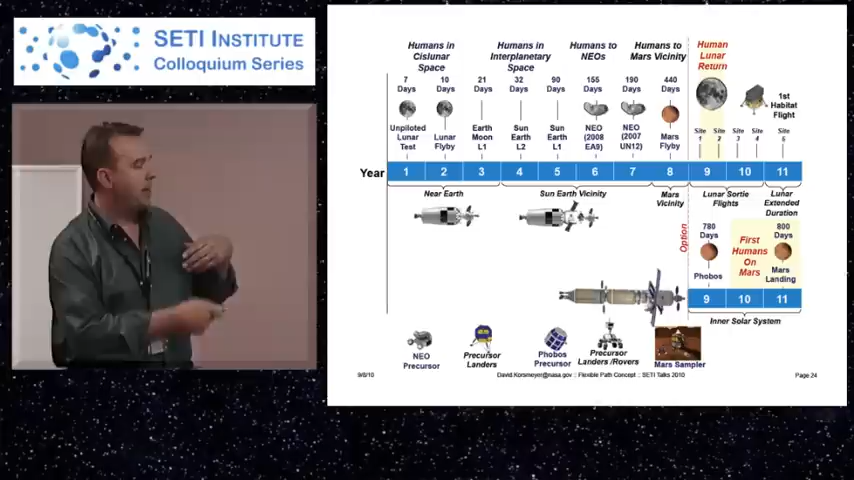 SETI INSTITUTE
Colloquium Series
Humans in
Cislunar
Space
Humans in
Interplanetary
Space
Humans to
NEOs
Humans to
Mars Vicinity
Human
Lunar
Return
7
Days
10
Days
21
Days
32
Days
90
Days
155
Days
190
Days
440
Days
1st
Habitat
Flight
Unpiloted
Lunar
Test
Lunar
Flyby
Earth
Moon
L1
Sun
Earth
L2
Sun
Earth
L1
NEO
(2008
EA9)
NEO
(2007
UN12)
Mars
Flyby
Site
1
Site
2
Site
3
Site
4
Site
5
Year
1 2 3 4 5 6 7 8 9 10 11
Near Earth
Sun Earth Vicinity
Mars
Vicinity
Lunar Sortie
Flights
Lunar
Extended
Duration
Option
780
Days
Phobos
First
Humans
On
Mars
800
Days
Mars
Landing
9 10 11
Inner Solar System
NEO
Precursor
Precursor
Landers
Phobos
Precursor
Precursor
Landers /Rovers
Mars Sampler
9/8/10
David.Korsmeyer@nasa.gov :: Flexible Path Concept :: SETI Talks 2010
Page 24